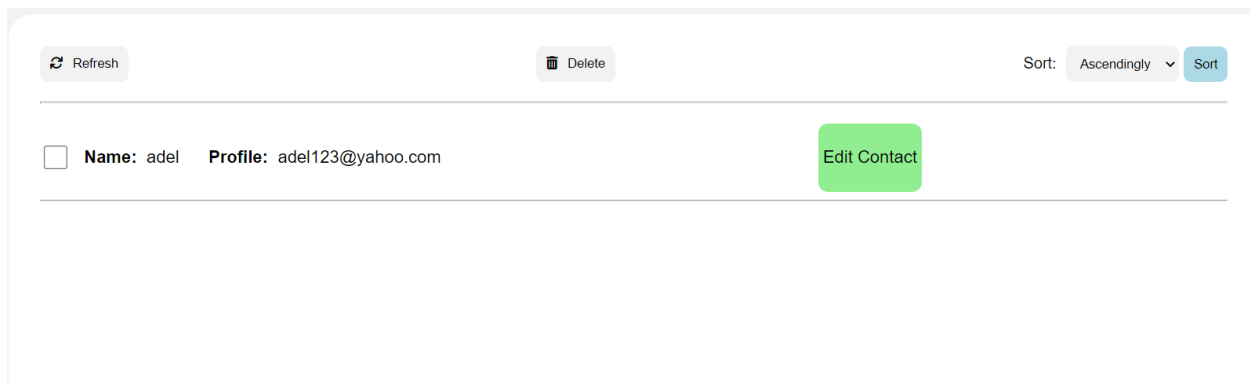 Refresh Delete Sort: Ascendingly Sort
Name: adel Profile: adel123@yahoo.com Edit Contact